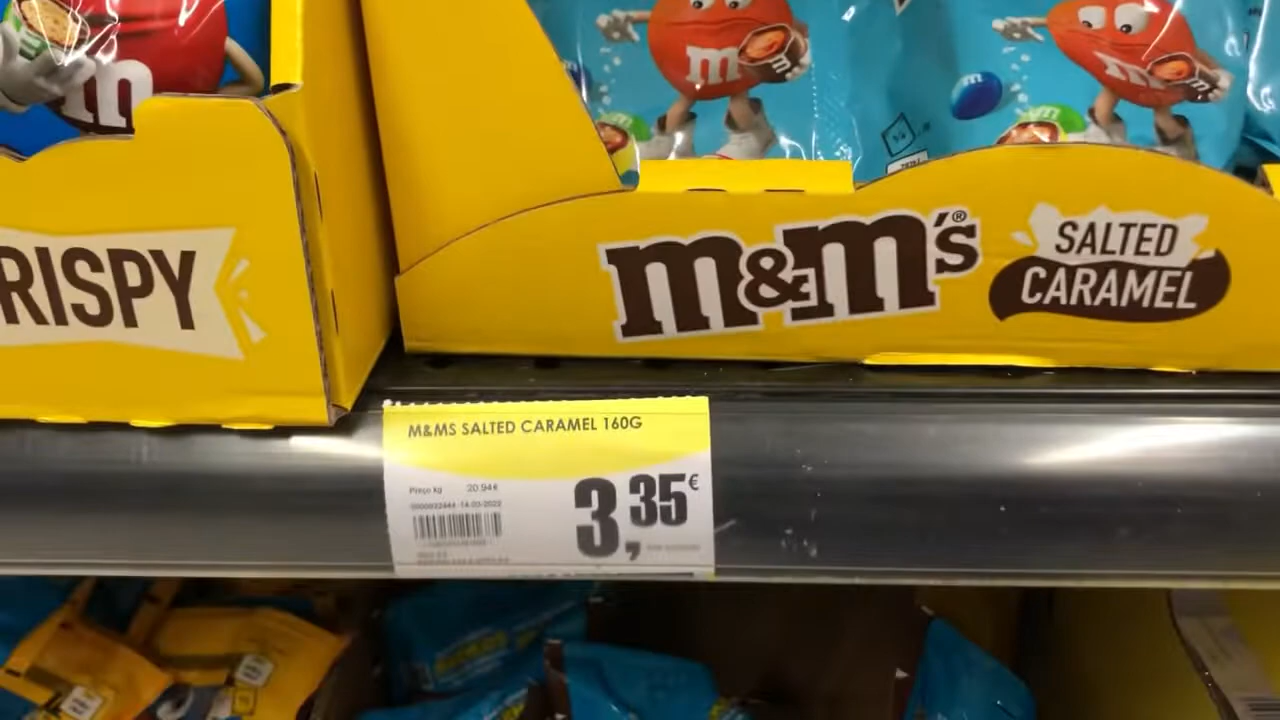 m
m
m
m
m
RISPY
m&m's®
SALTED
CARAMEL
M&MS SALTED CARAMEL 160G
Preço kg 20.94€
3,35€